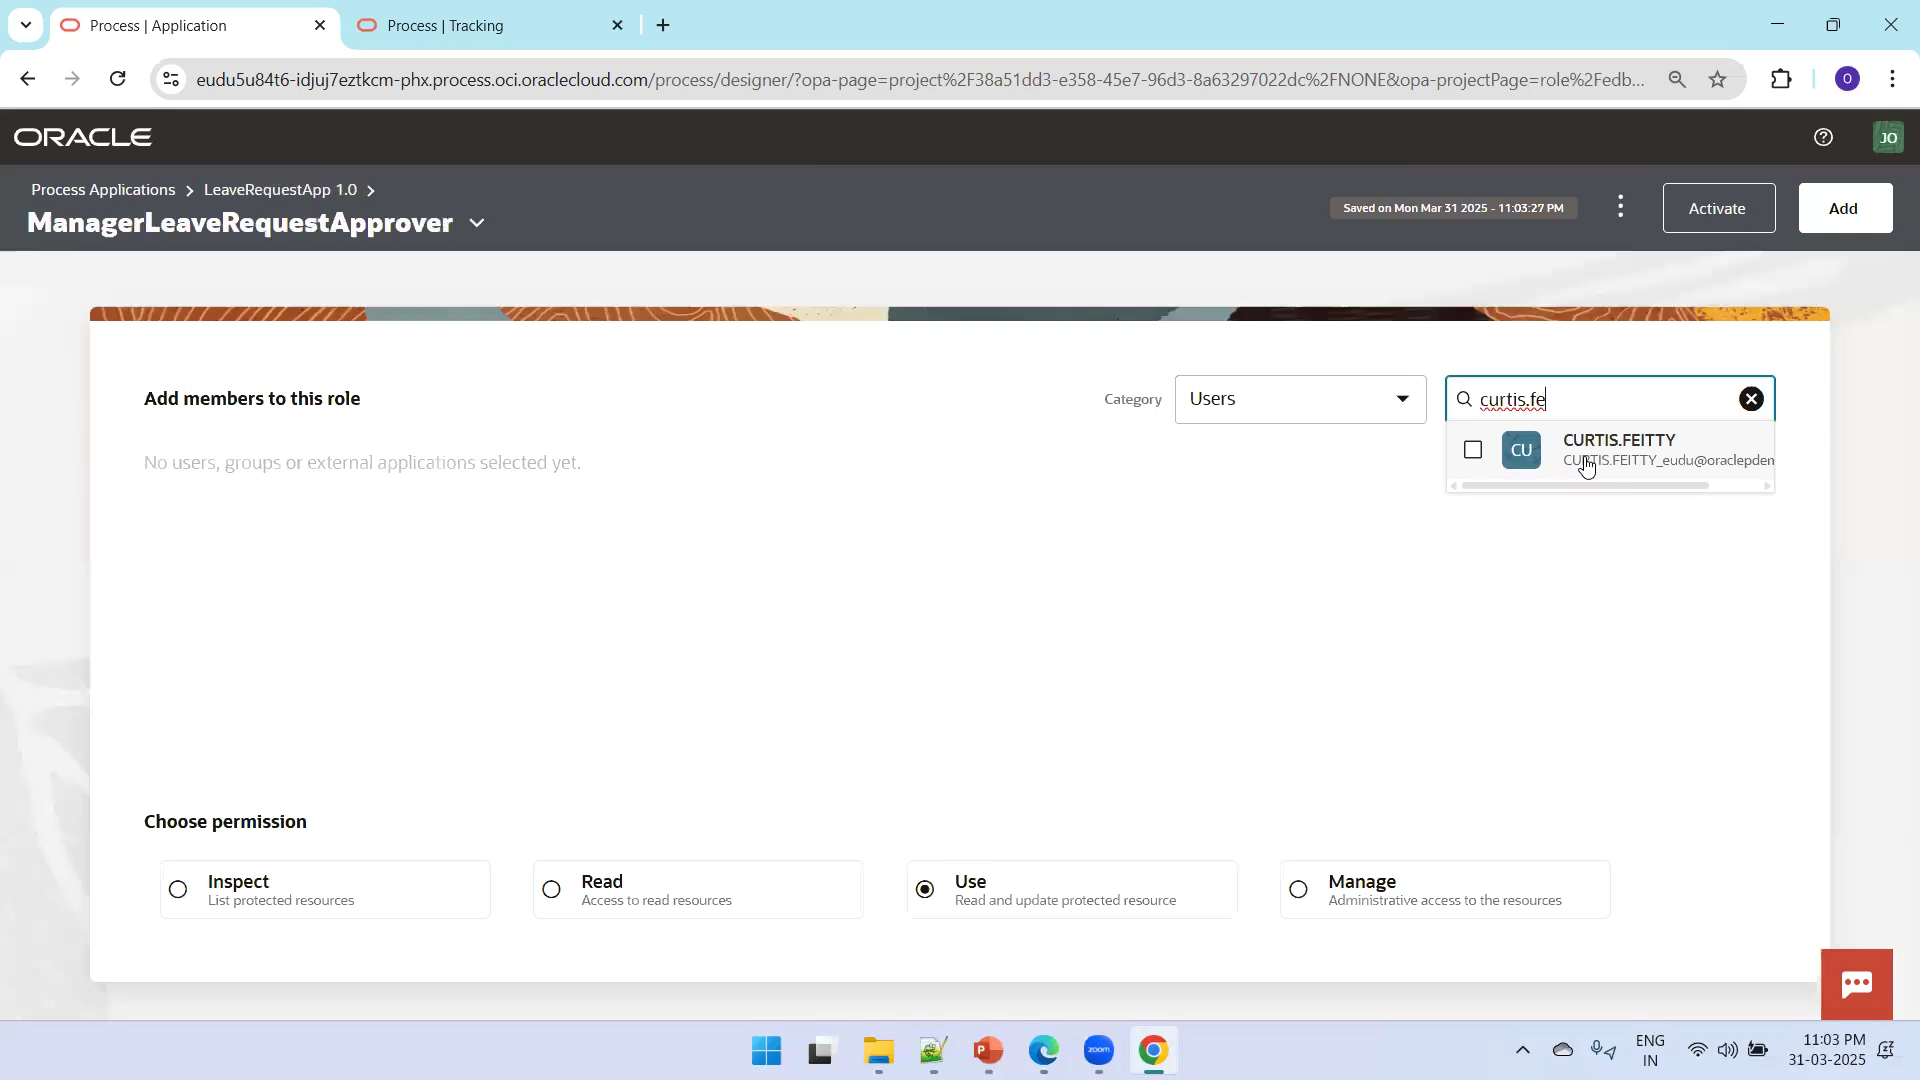 Process | Application
Process | Tracking
eudu5u84t6-idjuj7eztkcm-phx.process.oci.oraclecloud.com/process/designer/?opa-page=project%2F38a51dd3-e358-45e7-96d3-8a63297022dc%2FNONE&opa-projectPage=role%2Fedb...
O
ORACLE
JO
Process Applications > LeaveRequestApp 1.0 >
ManagerLeaveRequestApprover
Saved on Mon Mar 31 2025 - 11:03:27 PM
Activate
Add
Add members to this role
Category
Users
curtis.fe
No users, groups or external applications selected yet.
CU
CURTIS.FEITTY
CURTIS.FEITTY_eudu@oraclepden
Choose permission
Inspect
List protected resources
Read
Access to read resources
Use
Read and update protected resource
Manage
Administrative access to the resources
zoom
ENG
IN
11:03 PM
31-03-2025